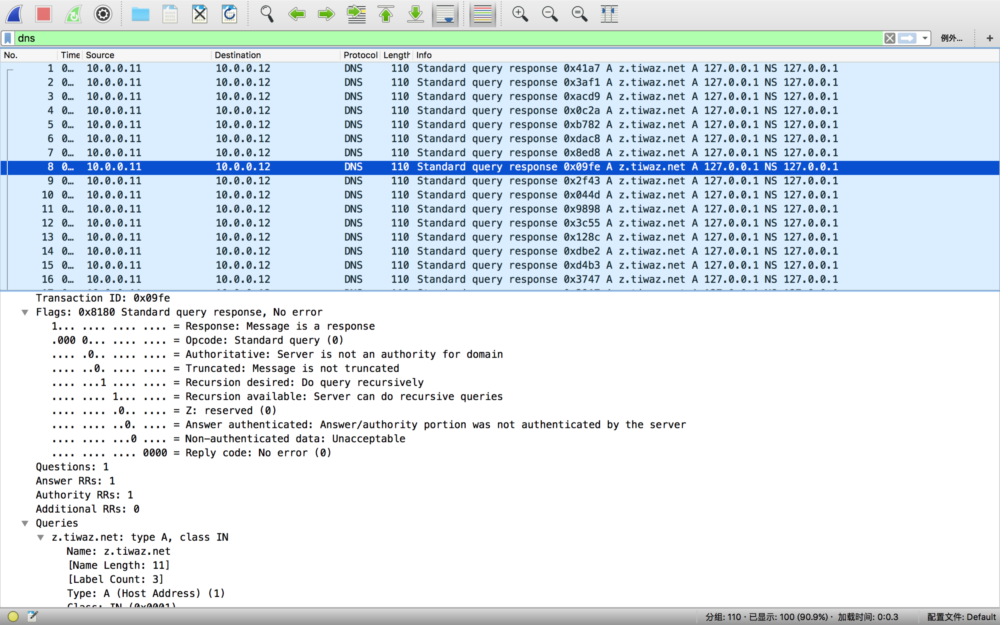 dns
例外…
No. Time Source Destination Protocol Length Info
1 0… 10.0.0.11 10.0.0.12 DNS 110 Standard query response 0x41a7 A z.tiwaz.net A 127.0.0.1 NS 127.0.0.1
2 0… 10.0.0.11 10.0.0.12 DNS 110 Standard query response 0x3af1 A z.tiwaz.net A 127.0.0.1 NS 127.0.0.1
3 0… 10.0.0.11 10.0.0.12 DNS 110 Standard query response 0xacd9 A z.tiwaz.net A 127.0.0.1 NS 127.0.0.1
4 0… 10.0.0.11 10.0.0.12 DNS 110 Standard query response 0x0c2a A z.tiwaz.net A 127.0.0.1 NS 127.0.0.1
5 0… 10.0.0.11 10.0.0.12 DNS 110 Standard query response 0xb782 A z.tiwaz.net A 127.0.0.1 NS 127.0.0.1
6 0… 10.0.0.11 10.0.0.12 DNS 110 Standard query response 0xdac8 A z.tiwaz.net A 127.0.0.1 NS 127.0.0.1
7 0… 10.0.0.11 10.0.0.12 DNS 110 Standard query response 0x8ed8 A z.tiwaz.net A 127.0.0.1 NS 127.0.0.1
8 0… 10.0.0.11 10.0.0.12 DNS 110 Standard query response 0x09fe A z.tiwaz.net A 127.0.0.1 NS 127.0.0.1
9 0… 10.0.0.11 10.0.0.12 DNS 110 Standard query response 0x2f43 A z.tiwaz.net A 127.0.0.1 NS 127.0.0.1
10 0… 10.0.0.11 10.0.0.12 DNS 110 Standard query response 0x044d A z.tiwaz.net A 127.0.0.1 NS 127.0.0.1
11 0… 10.0.0.11 10.0.0.12 DNS 110 Standard query response 0x9898 A z.tiwaz.net A 127.0.0.1 NS 127.0.0.1
12 0… 10.0.0.11 10.0.0.12 DNS 110 Standard query response 0x3c55 A z.tiwaz.net A 127.0.0.1 NS 127.0.0.1
13 0… 10.0.0.11 10.0.0.12 DNS 110 Standard query response 0x128c A z.tiwaz.net A 127.0.0.1 NS 127.0.0.1
14 0… 10.0.0.11 10.0.0.12 DNS 110 Standard query response 0xdbe2 A z.tiwaz.net A 127.0.0.1 NS 127.0.0.1
15 0… 10.0.0.11 10.0.0.12 DNS 110 Standard query response 0xd4b3 A z.tiwaz.net A 127.0.0.1 NS 127.0.0.1
16 0… 10.0.0.11 10.0.0.12 DNS 110 Standard query response 0x3747 A z.tiwaz.net A 127.0.0.1 NS 127.0.0.1
Transaction ID: 0x09fe
Flags: 0x8180 Standard query response, No error
1... .... .... .... = Response: Message is a response
.000 0... .... .... = Opcode: Standard query (0)
.... .0.. .... .... = Authoritative: Server is not an authority for domain
.... ..0. .... .... = Truncated: Message is not truncated
.... ...1 .... .... = Recursion desired: Do query recursively
.... .... 1... .... = Recursion available: Server can do recursive queries
.... .... .0.. .... = Z: reserved (0)
.... .... ..0. .... = Answer authenticated: Answer/authority portion was not authenticated by the server
.... .... ...0 .... = Non-authenticated data: Unacceptable
.... .... .... 0000 = Reply code: No error (0)
Questions: 1
Answer RRs: 1
Authority RRs: 1
Additional RRs: 0
Queries
z.tiwaz.net: type A, class IN
Name: z.tiwaz.net
[Name Length: 11]
[Label Count: 3]
Type: A (Host Address) (1)
Class: IN (0x0001)
分组: 110 · 已显示: 100 (90.9%) · 加载时间: 0:0.3 配置文件: Default